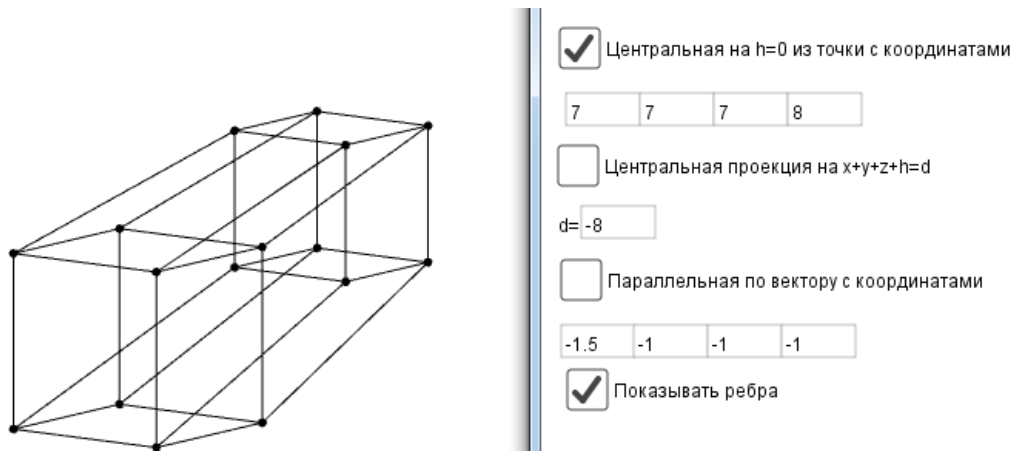 Центральная на h=0 из точки с координатами
7 7 7 8
Центральная проекция на x+y+z+h=d
d= -8
Параллельная по вектору с координатами
-1.5 -1 -1 -1
Показывать ребра